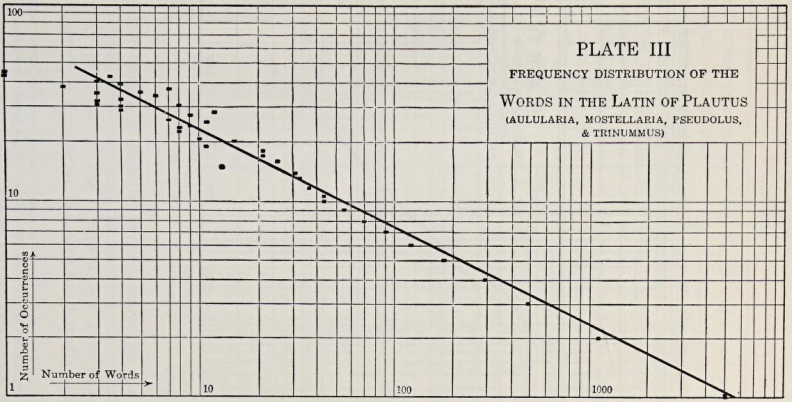 100
PLATE III
FREQUENCY DISTRIBUTION OF THE
WORDS IN THE LATIN OF PLAUTUS
(AULULARIA, MOSTELLARIA, PSEUDOLUS,
& TRINUMMUS)
10
Number of Occurrences
Number of Words
1
10
100
1000